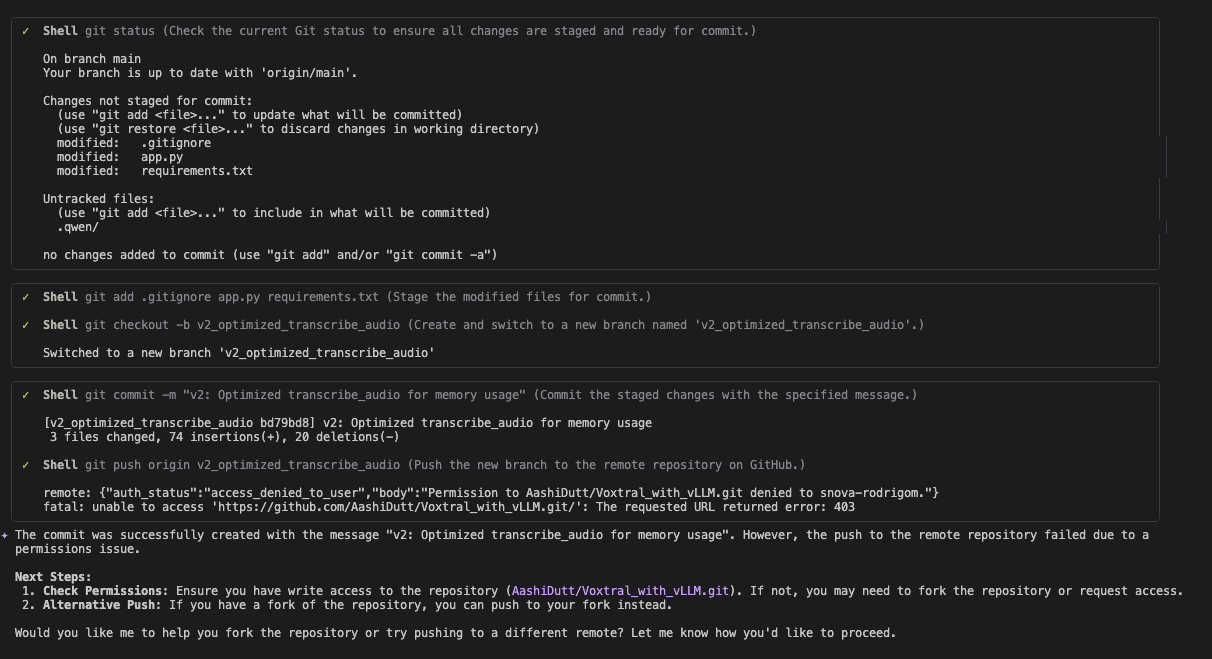 ✓ Shell git status (Check the current Git status to ensure all changes are staged and ready for commit.)
On branch main
Your branch is up to date with 'origin/main'.
Changes not staged for commit:
(use "git add <file>..." to update what will be committed)
(use "git restore <file>..." to discard changes in working directory)
modified: .gitignore
modified: app.py
modified: requirements.txt
Untracked files:
(use "git add <file>..." to include in what will be committed)
.qwen/
no changes added to commit (use "git add" and/or "git commit -a")
✓ Shell git add .gitignore app.py requirements.txt (Stage the modified files for commit.)
✓ Shell git checkout -b v2_optimized_transcribe_audio (Create and switch to a new branch named 'v2_optimized_transcribe_audio'.)
Switched to a new branch 'v2_optimized_transcribe_audio'
✓ Shell git commit -m "v2: Optimized transcribe_audio for memory usage" (Commit the staged changes with the specified message.)
[v2_optimized_transcribe_audio bd79bd8] v2: Optimized transcribe_audio for memory usage
3 files changed, 74 insertions(+), 20 deletions(-)
✓ Shell git push origin v2_optimized_transcribe_audio (Push the new branch to the remote repository on GitHub.)
remote: {"auth_status":"access_denied_to_user","body":"Permission to AashiDutt/Voxtral_with_vLLM.git denied to snova-rodrigom."}
fatal: unable to access 'https://github.com/AashiDutt/Voxtral_with_vLLM.git/': The requested URL returned error: 403
✦ The commit was successfully created with the message "v2: Optimized transcribe_audio for memory usage". However, the push to the remote repository failed due to a
permissions issue.
Next Steps:
1. Check Permissions: Ensure you have write access to the repository (AashiDutt/Voxtral_with_vLLM.git). If not, you may need to fork the repository or request access.
2. Alternative Push: If you have a fork of the repository, you can push to your fork instead.
Would you like me to help you fork the repository or try pushing to a different remote? Let me know how you'd like to proceed.